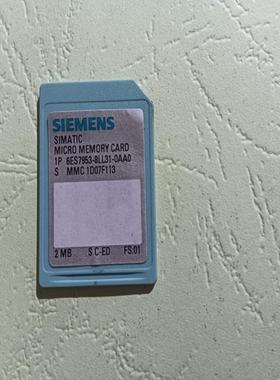 SIEMENS
SIMATIC
MICRO MEMORY CARD
1P 6ES7953-8LL31-0AA0
S MMC 1D07F113
2 MB S C-ED FS:01